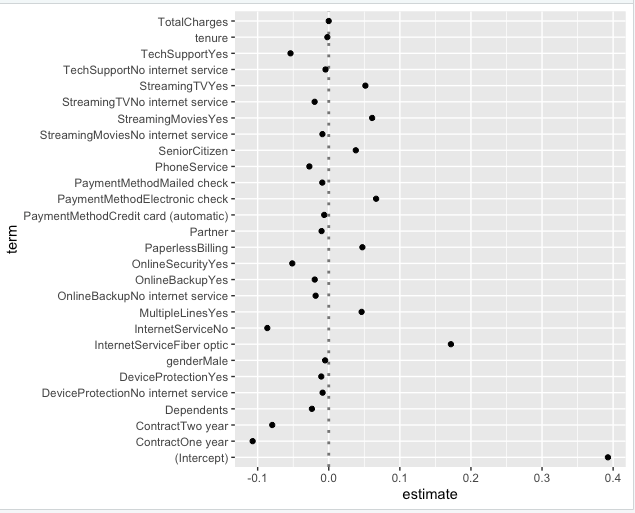 TotalCharges
tenure
TechSupportYes
TechSupportNo internet service
StreamingTVYes
StreamingTVNo internet service
StreamingMoviesYes
StreamingMoviesNo internet service
SeniorCitizen
PhoneService
PaymentMethodMailed check
PaymentMethodElectronic check
PaymentMethodCredit card (automatic)
Partner
PaperlessBilling
OnlineSecurityYes
OnlineBackupYes
OnlineBackupNo internet service
MultipleLinesYes
InternetServiceNo
InternetServiceFiber optic
genderMale
DeviceProtectionYes
DeviceProtectionNo internet service
Dependents
ContractTwo year
ContractOne year
(Intercept)
term
-0.1 0.0 0.1 0.2 0.3 0.4
estimate